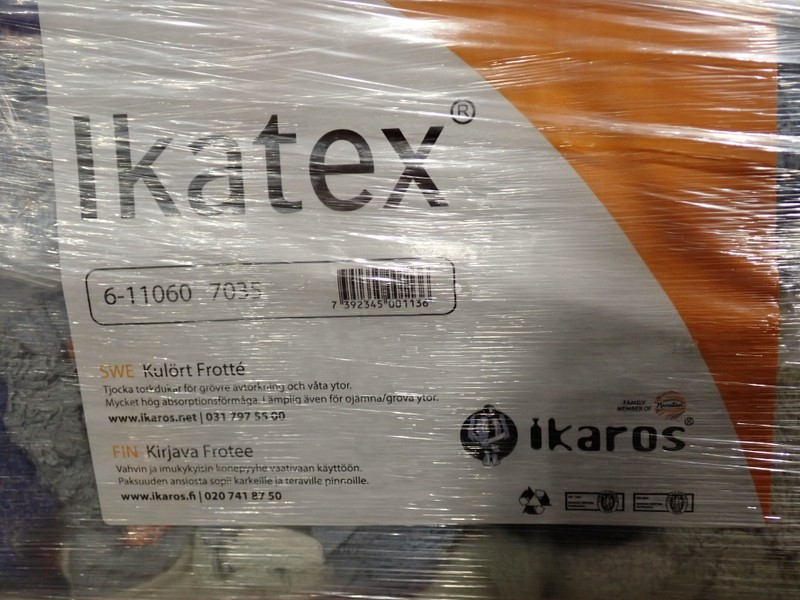 Ikatex®
6-11060 7035
7 392345 001136
SWE Kulört Frotté
Tjocka torkdukar för grövre avtorkning och våta ytor.
Mycket hög absorptionsförmåga. Lämplig även för ojämna/grova ytor.
www.ikaros.net | 031 797 55 00
FAMILY
MEMBER OF
ikaros®
FIN Kirjava Frotee
Vahvin ja imukykyisin konepyyhe vaativaan käyttöön.
Paksuuden ansiosta sopii karkeille ja teraville pinnoille.
www.ikaros.fi | 020 741 87 50